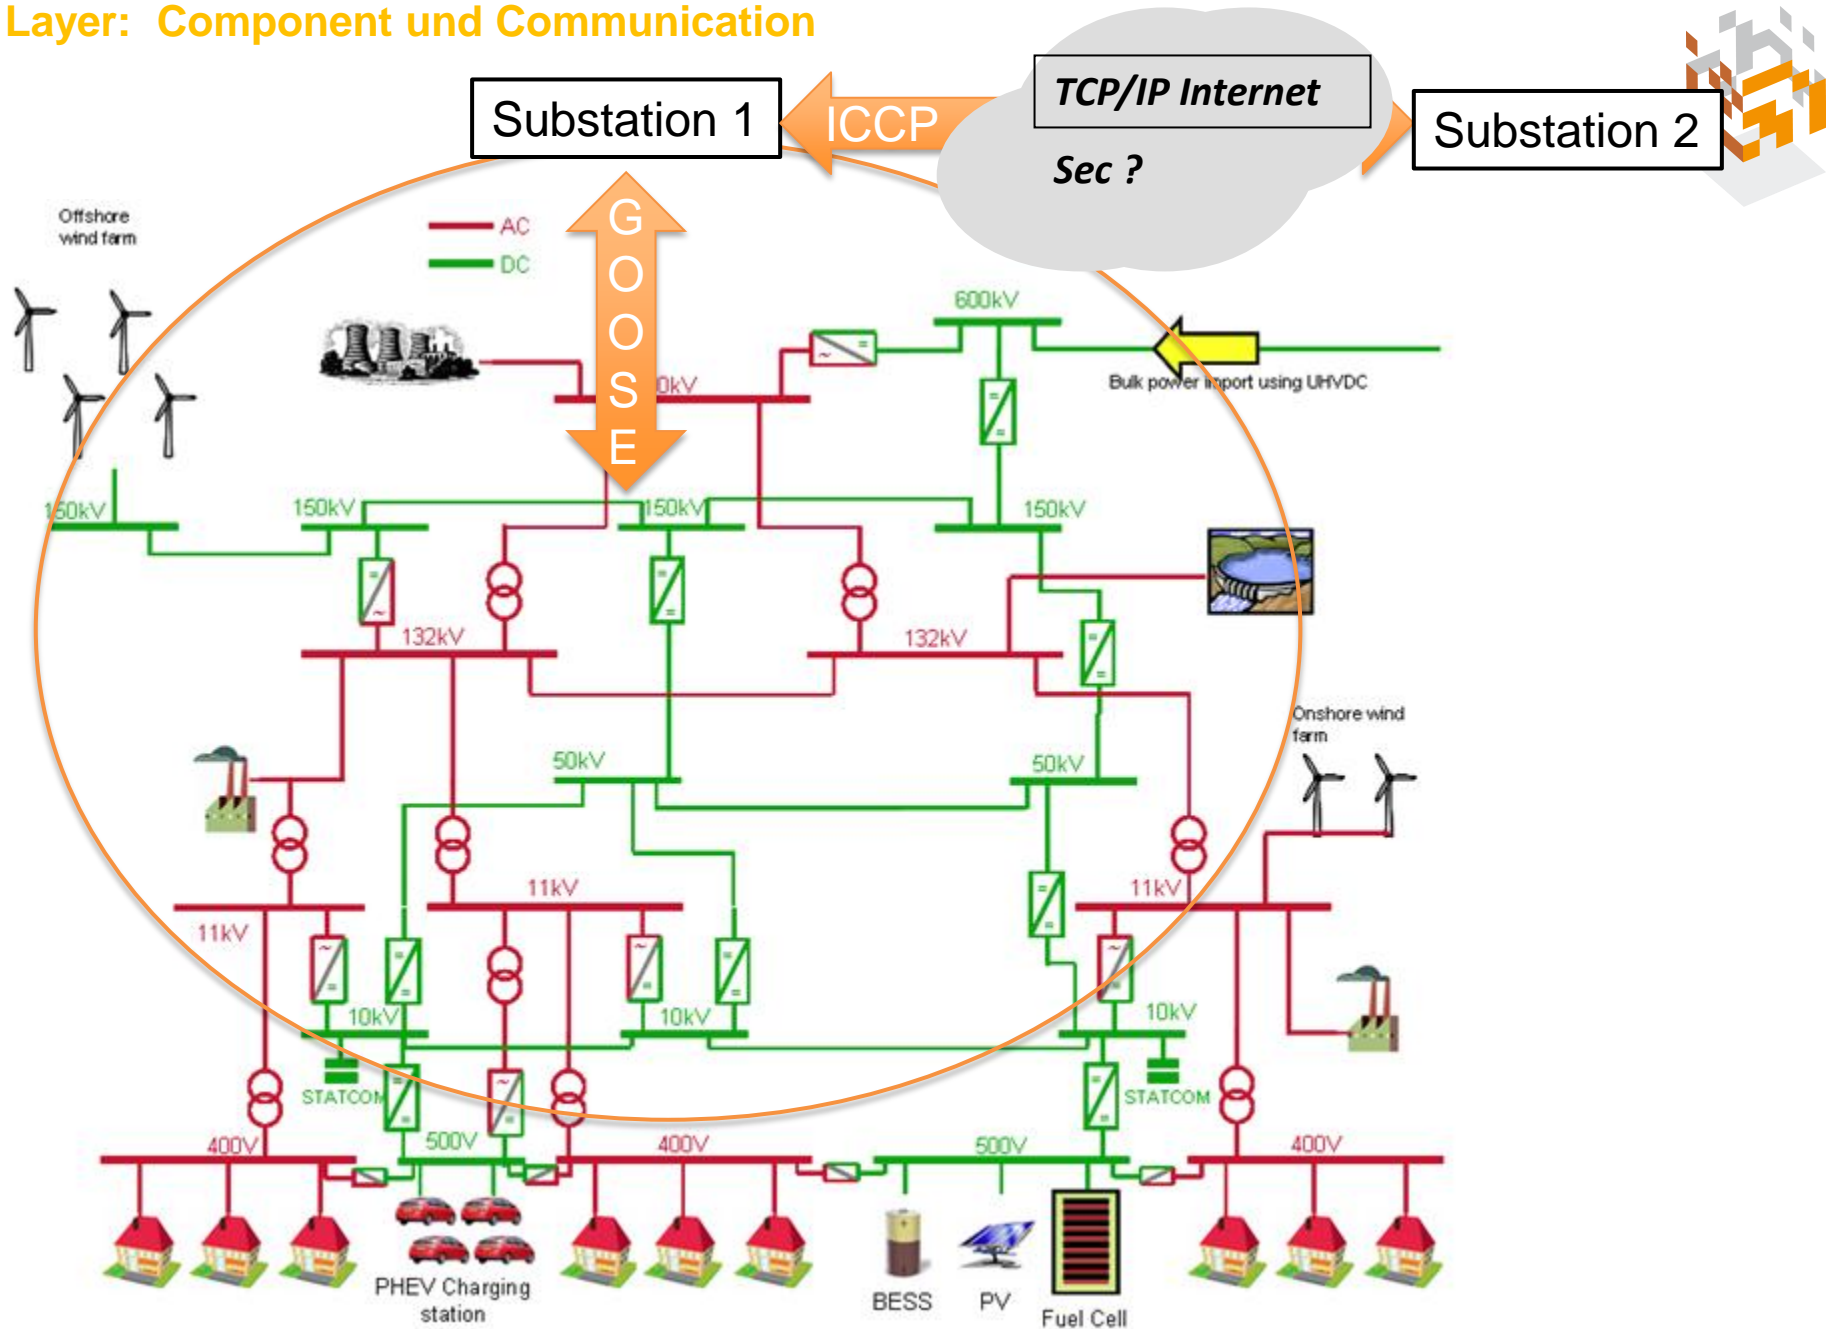 Layer:  Component und Communication
Substation 1
ICCP
TCP/IP Internet
Sec ?
Substation 2
Offshore
wind farm
AC
DC
G
O
O
S
E
600kV
0kV
Bulk power import using UHVDC
150kV
150kV
150kV
150kV
132kV
132kV
Onshore wind
farm
50kV
50kV
11kV
11kV
11kV
10kV
10kV
10kV
STATCOM
STATCOM
400V
500V
400V
500V
400V
PHEV Charging
station
BESS
PV
Fuel Cell